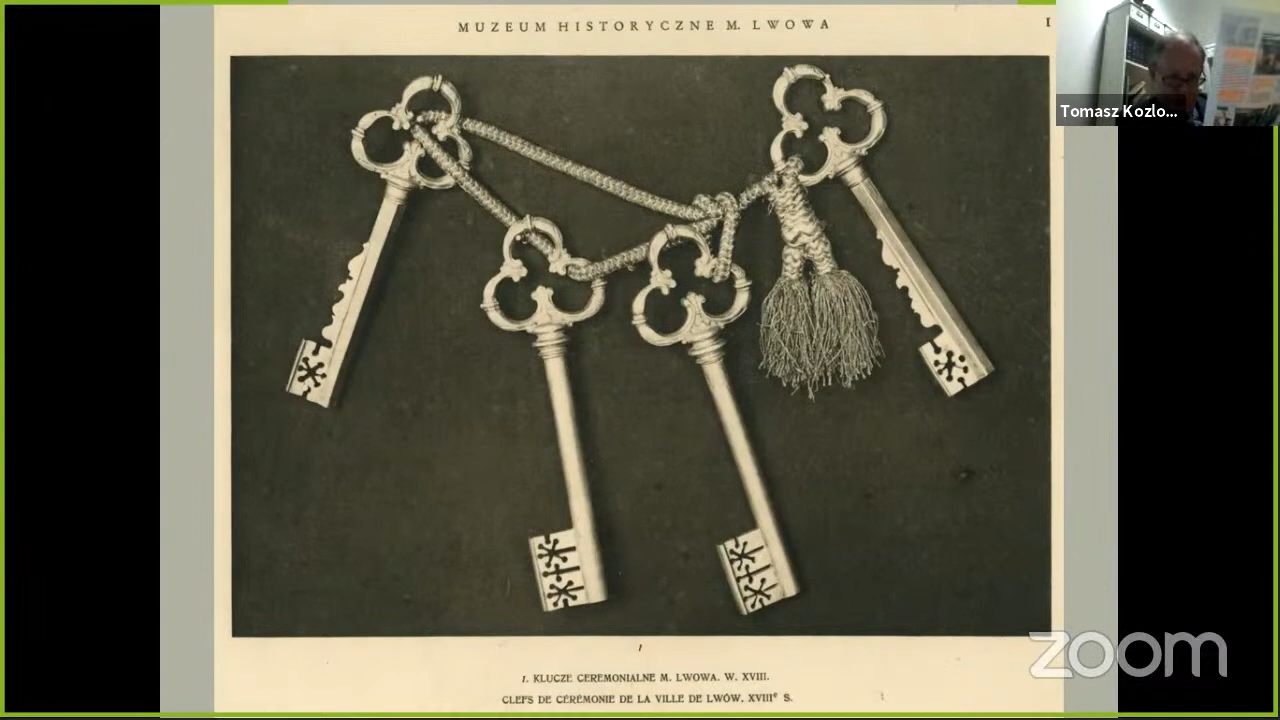 MUZEUM HISTORYCZNE M. LWOWA
I
Tomasz Kozlo...
1
1. KLUCZE CEREMONIALNE M. LWOWA. W. XVIII.
CLEFS DE CÉRÉMONIE DE LA VILLE DE LWÓW. XVIIIᵉ S.
zoom